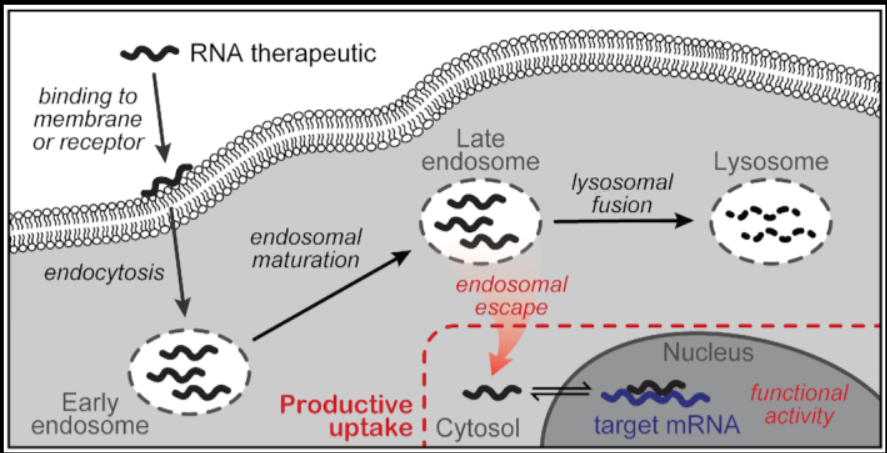 RNA therapeutic
binding to
membrane
or receptor
Late
endosome
Lysosome
lysosomal
fusion
endosomal
maturation
endocytosis
endosomal
escape
Early
endosome
Productive
uptake
Cytosol
Nucleus
target mRNA
functional
activity